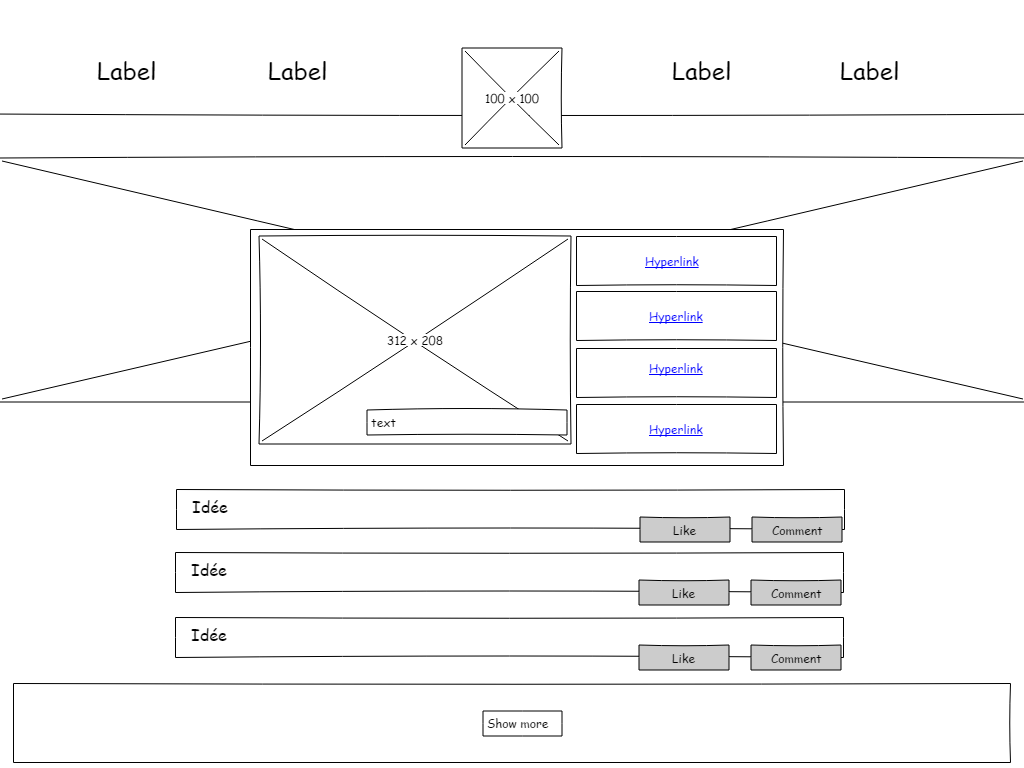 Label
Label
100 x 100
Label
Label
312 x 208
text
Hyperlink
Hyperlink
Hyperlink
Hyperlink
Idée
Like
Comment
Idée
Like
Comment
Idée
Like
Comment
Show more